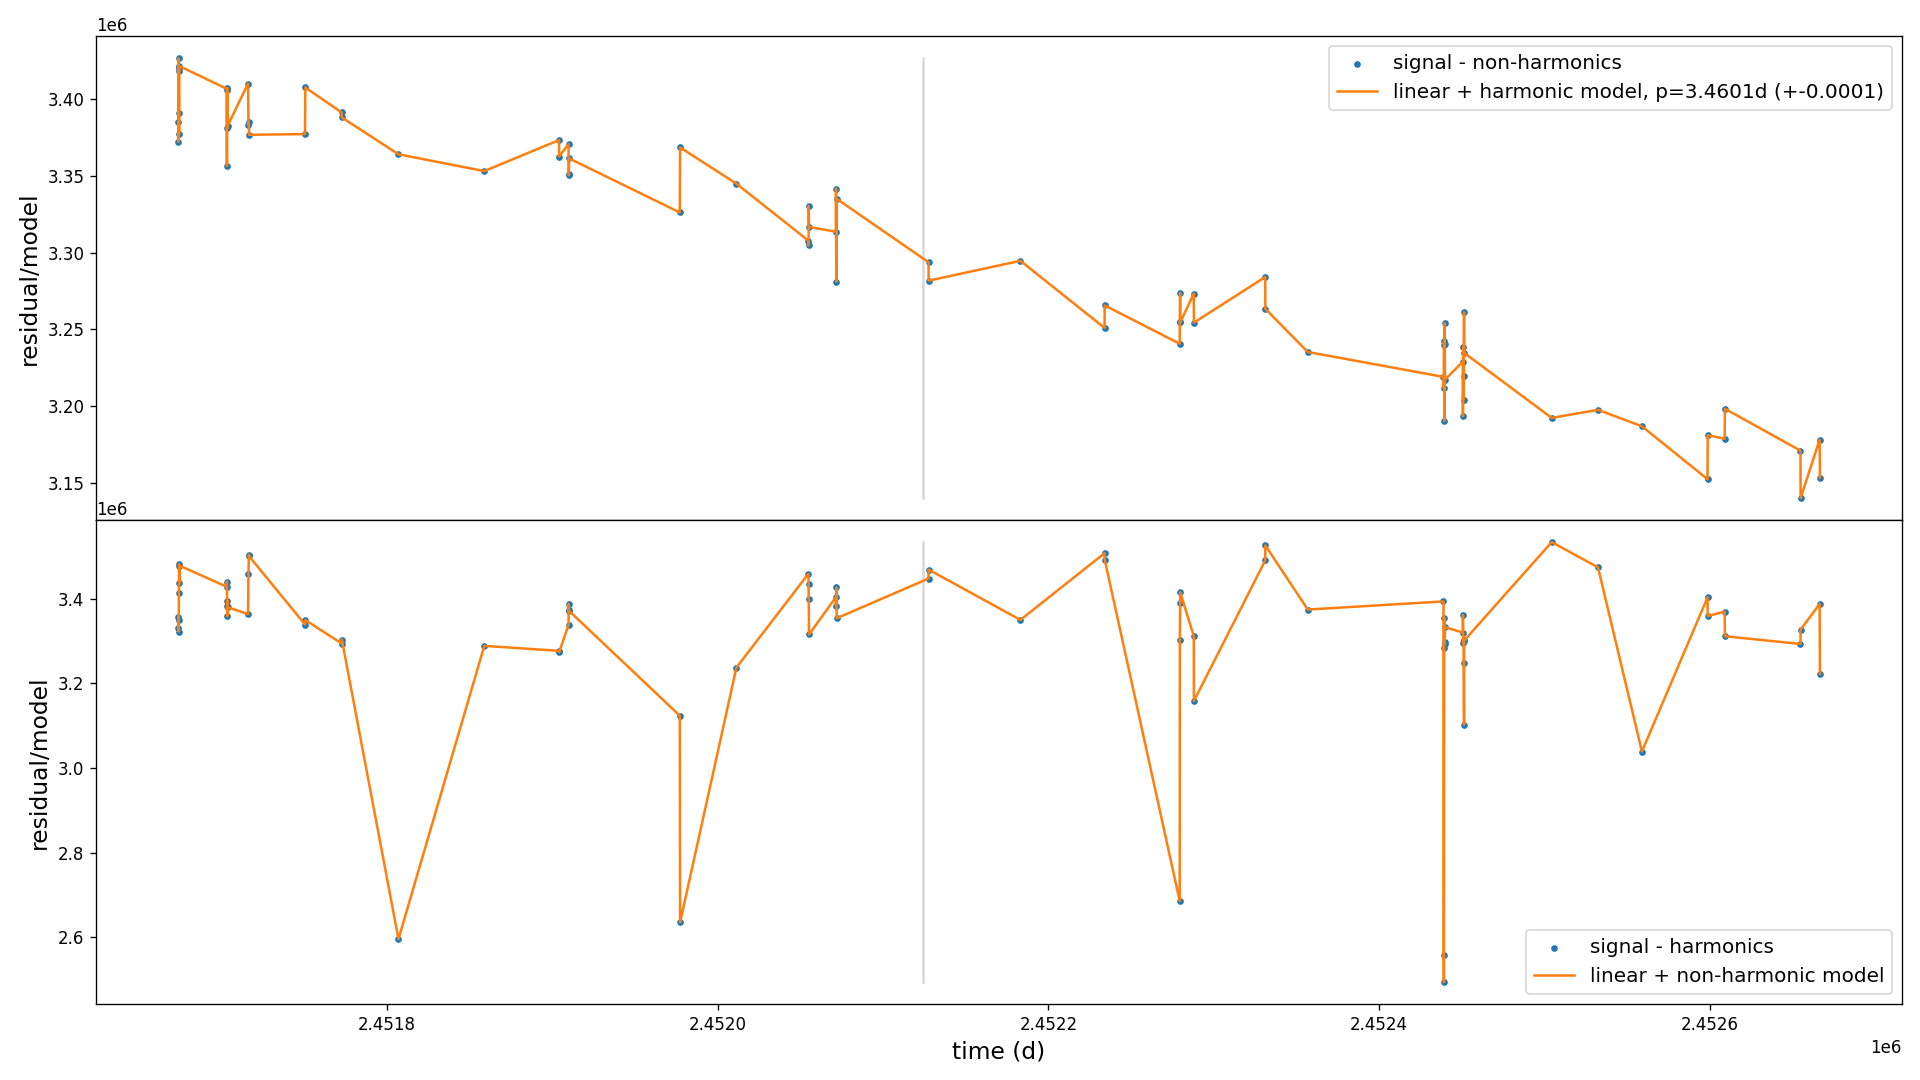 1e6
signal - non-harmonics
linear + harmonic model, p=3.4601d (+-0.0001)
3.40
3.35
3.30
3.25
3.20
3.15
residual/model
1e6
3.4
3.2
3.0
2.8
2.6
residual/model
signal - harmonics
linear + non-harmonic model
2.4518
2.4520
2.4522
2.4524
2.4526
time (d)
1e6